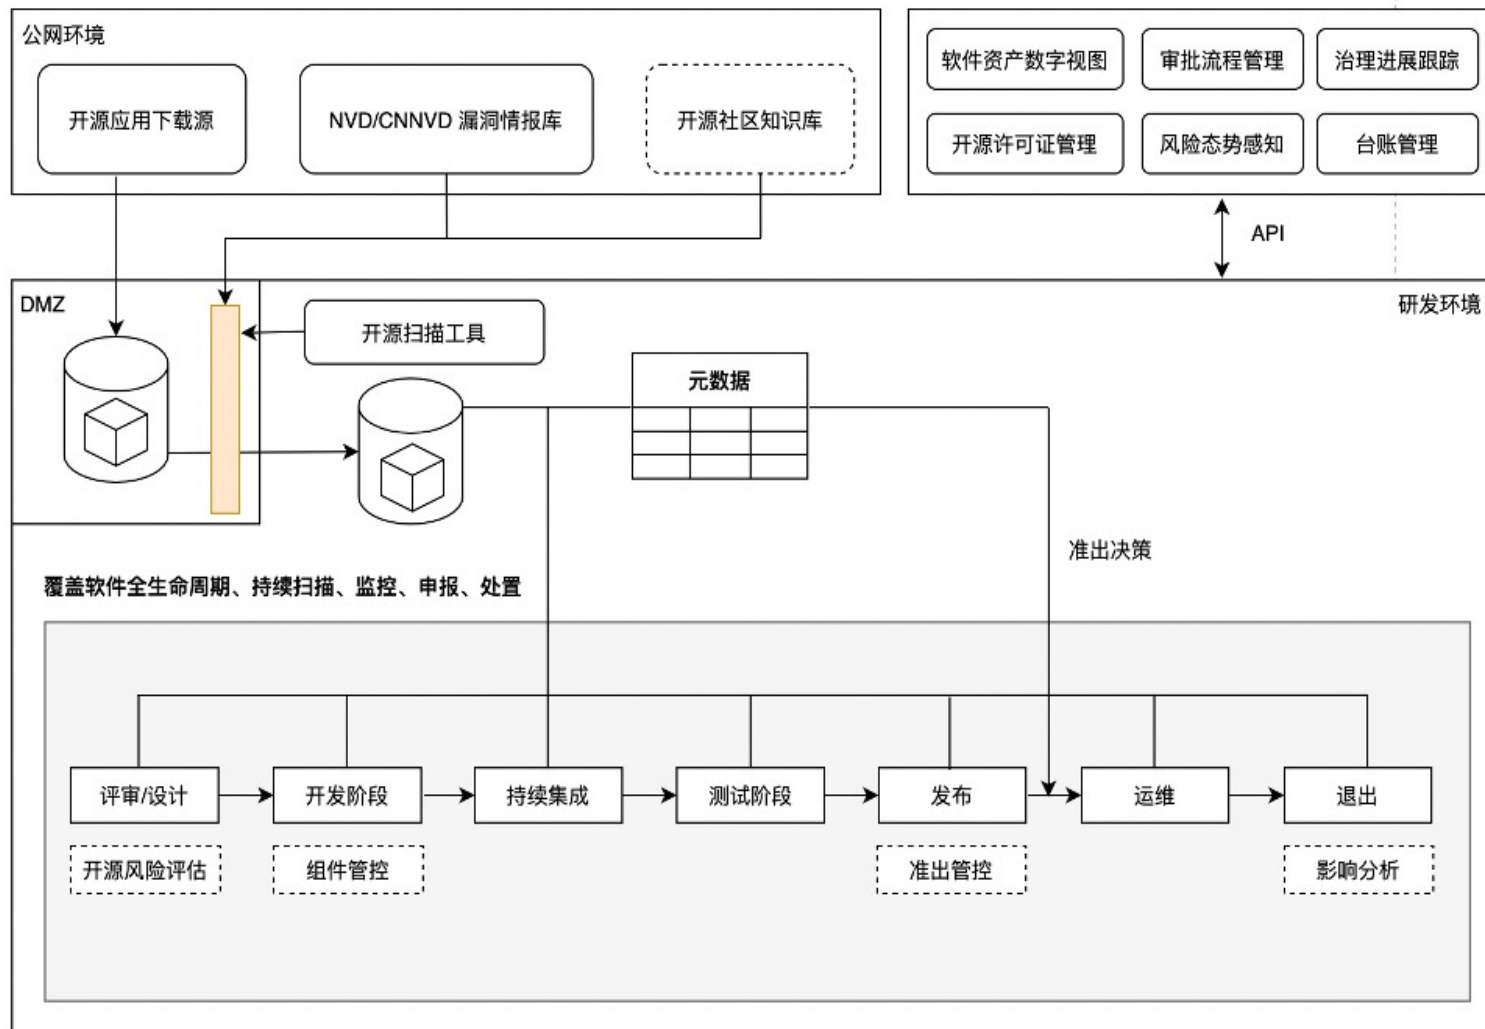 公网环境
开源应用下载源
NVD/CNNVD 漏洞情报库
开源社区知识库
软件资产数字视图
审批流程管理
治理进展跟踪
开源许可证管理
风险态势感知
台账管理
API
DMZ
研发环境
开源扫描工具
元数据
准出决策
覆盖软件全生命周期、持续扫描、监控、申报、处置
评审/设计
开发阶段
持续集成
测试阶段
发布
运维
退出
开源风险评估
组件管控
准出管控
影响分析